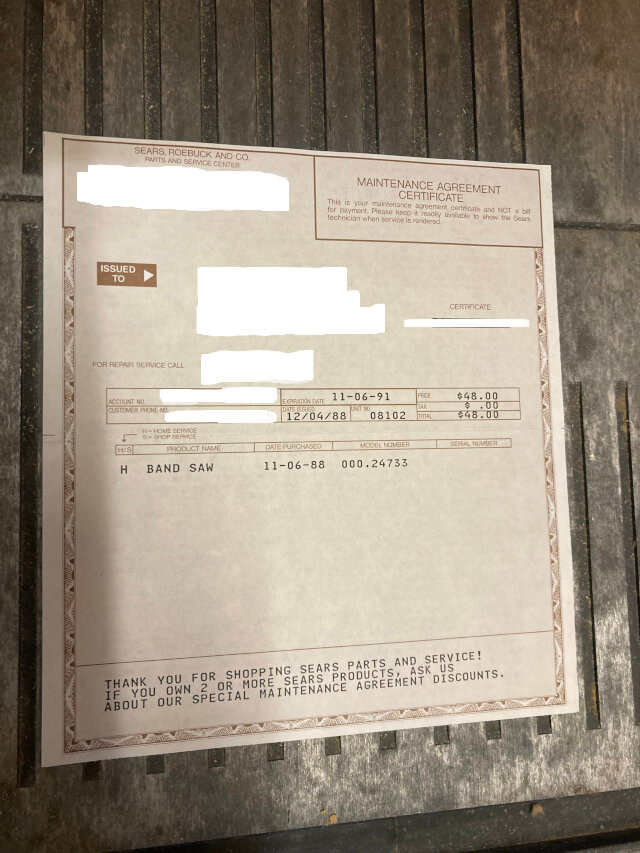 SEARS, ROEBUCK AND CO.
PARTS AND SERVICE CENTER
MAINTENANCE AGREEMENT
CERTIFICATE
This is your maintenance agreement certificate and NOT a bill
for payment. Please keep it readily available to show the Sears
technician when service is rendered.
ISSUED
TO
CERTIFICATE
FOR REPAIR SERVICE CALL
ACCOUNT NO.
EXPIRATION DATE 11-06-91
PRICE $48.00
CUSTOMER PHONE NO.
DATE ISSUED 12/04/88
UNIT NO. 08102
TAX $ .00
TOTAL $48.00
H = HOME SERVICE
S = SHOP SERVICE
H/S PRODUCT NAME DATE PURCHASED MODEL NUMBER SERIAL NUMBER
H BAND SAW 11-06-88 000.24733
THANK YOU FOR SHOPPING SEARS PARTS AND SERVICE!
IF YOU OWN 2 OR MORE SEARS PRODUCTS, ASK US
ABOUT OUR SPECIAL MAINTENANCE AGREEMENT DISCOUNTS.